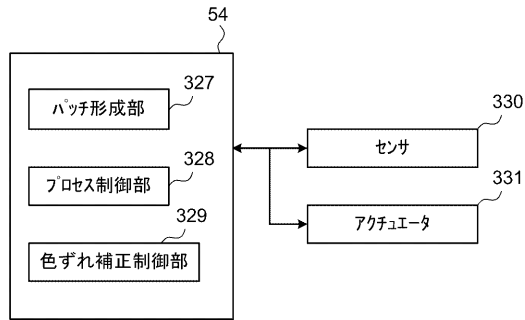 54
パッチ形成部
327
プロセス制御部
328
色ずれ補正制御部
329
センサ
330
アクチュエータ
331